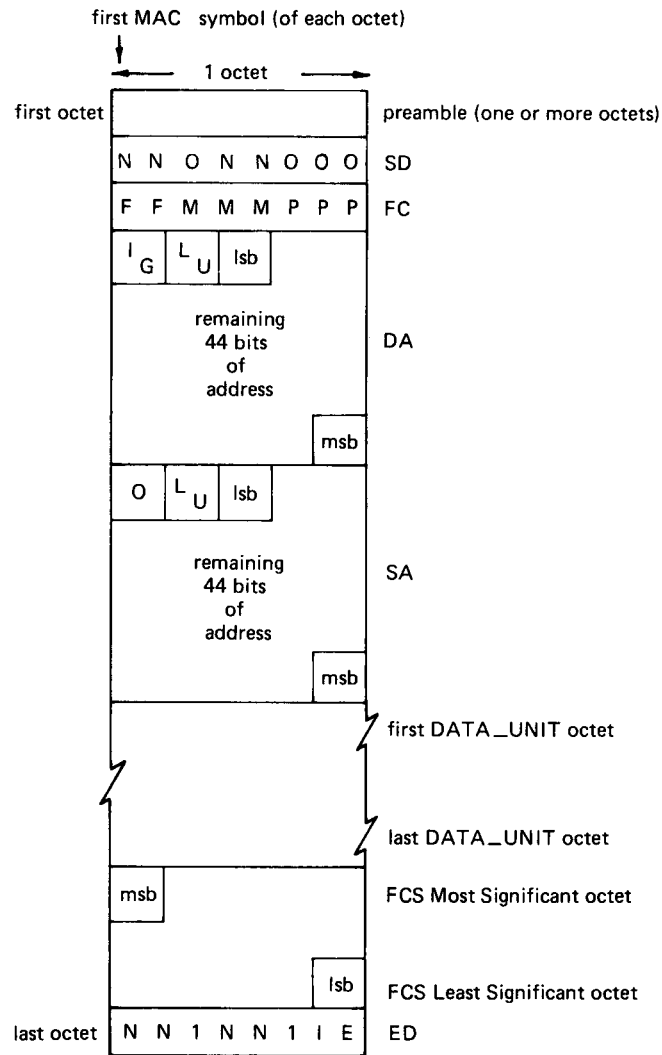 first MAC symbol (of each octet)
1 octet
first octet
preamble (one or more octets)
N N O N N O O O SD
F F M M M P P P FC
I G L U lsb
remaining
44 bits
of
address
DA
msb
O L U lsb
remaining
44 bits
of
address
SA
msb
first DATA_UNIT octet
last DATA_UNIT octet
msb
FCS Most Significant octet
lsb
FCS Least Significant octet
last octet N N 1 N N 1 I E ED